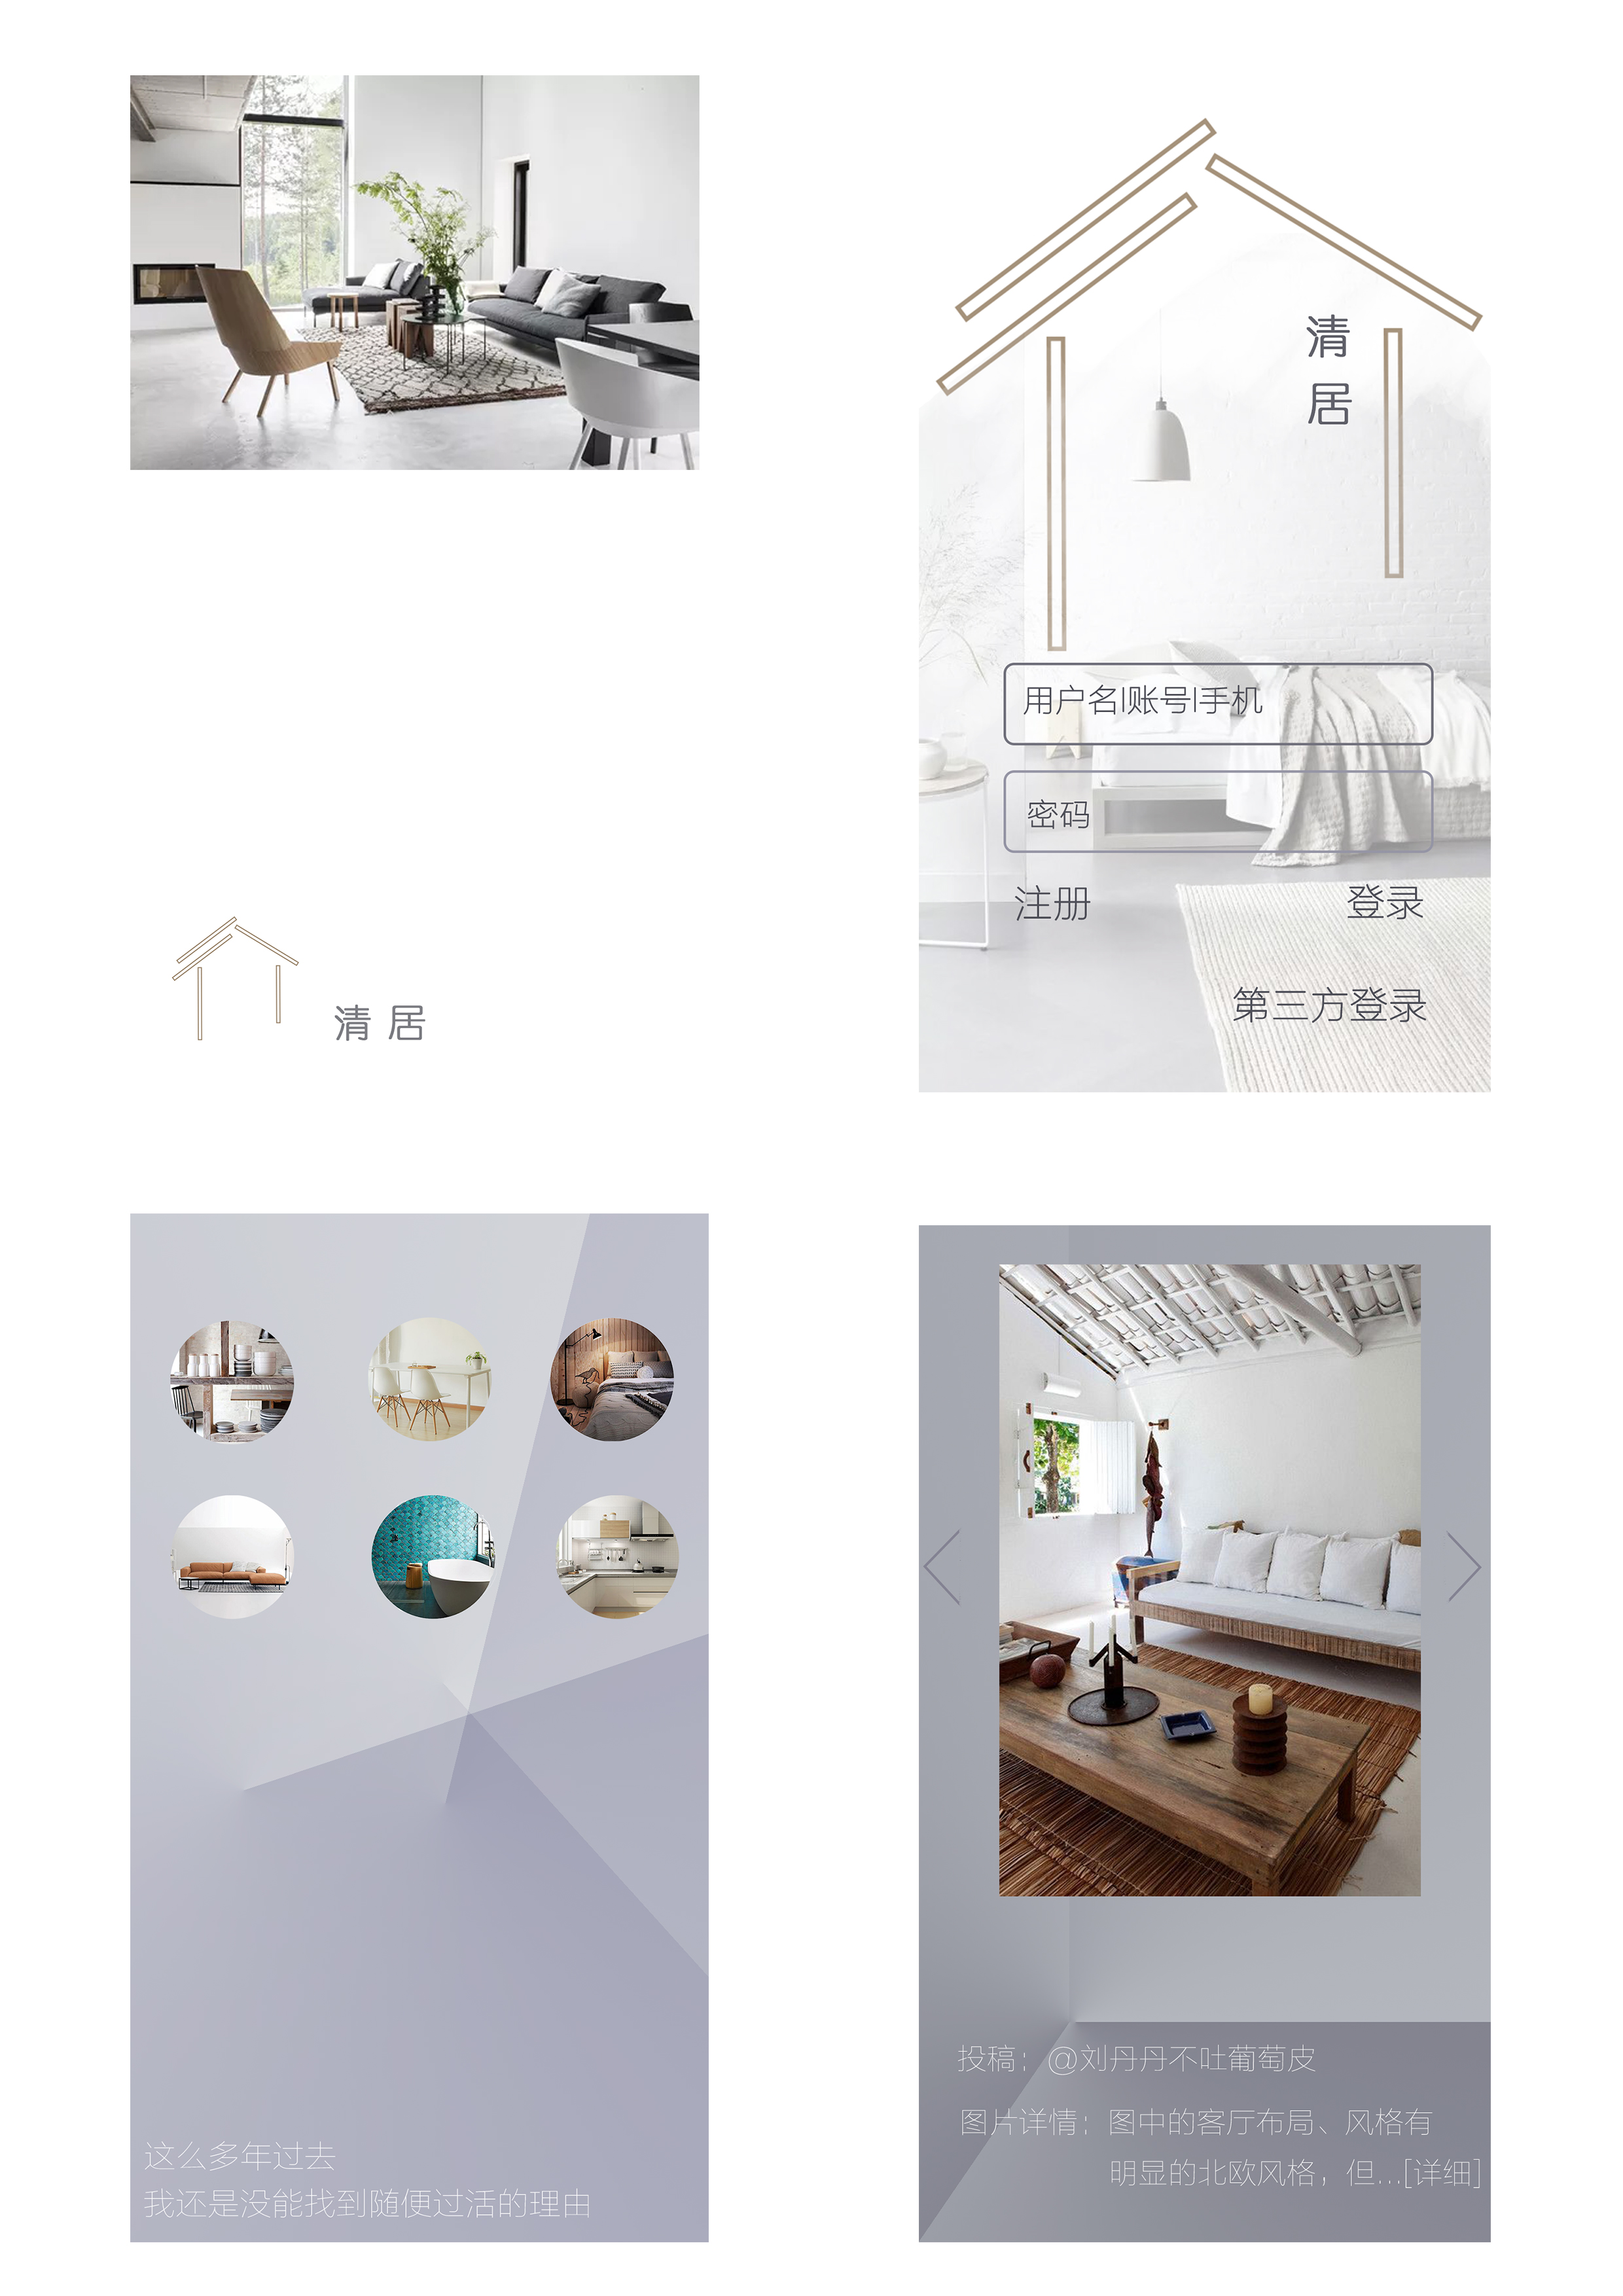 清
居
用户名|账号|手机
密码
注册
登录
第三方登录
清 居
这么多年过去
我还是没能找到随便过活的理由
投稿：@刘丹丹不吐葡萄皮
图片详情：图中的客厅布局、风格有
明显的北欧风格，但...[详细]